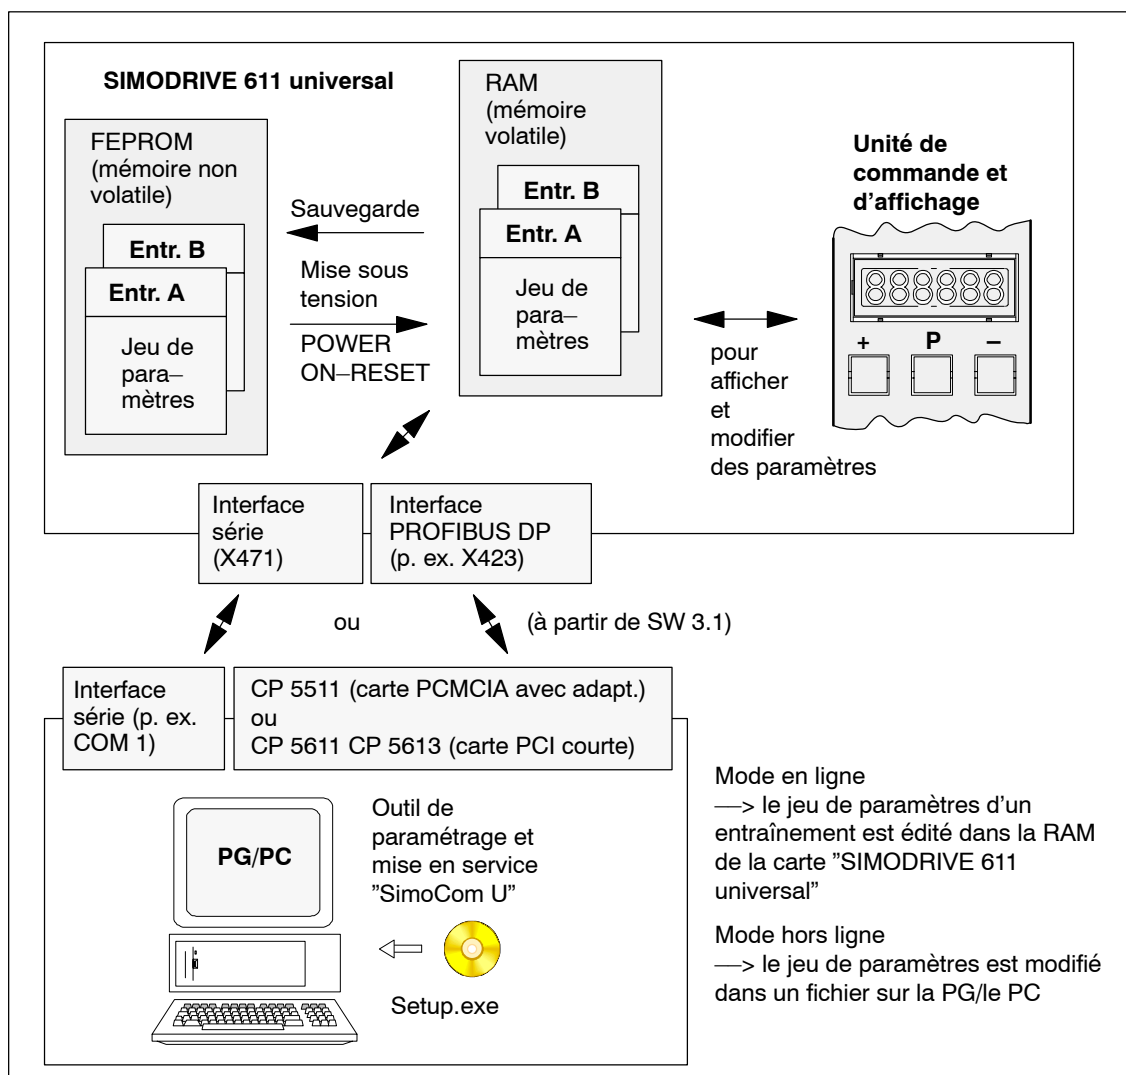 SIMODRIVE 611 universal
FEPROM
(mémoire non
volatile)
Entr. B
Entr. A
Jeu de
para–
mètres
Sauvegarde
Mise sous
tension
POWER
ON–RESET
RAM
(mémoire
volatile)
Entr. B
Entr. A
Jeu de
para–
mètres
pour
afficher
et
modifier
des paramètres
Unité de
commande et
d’affichage
+ P –
Interface
série
(X471)
Interface
PROFIBUS DP
(p. ex. X423)
ou
(à partir de SW 3.1)
Interface
série (p. ex.
COM 1)
CP 5511 (carte PCMCIA avec adapt.)
ou
CP 5611 CP 5613 (carte PCI courte)
PG/PC
Outil de
paramétrage et
mise en service
”SimoCom U”
Setup.exe
Mode en ligne
––> le jeu de paramètres d’un
entraînement est édité dans la RAM
de la carte ”SIMODRIVE 611
universal”
Mode hors ligne
––> le jeu de paramètres est modifié
dans un fichier sur la PG/le PC